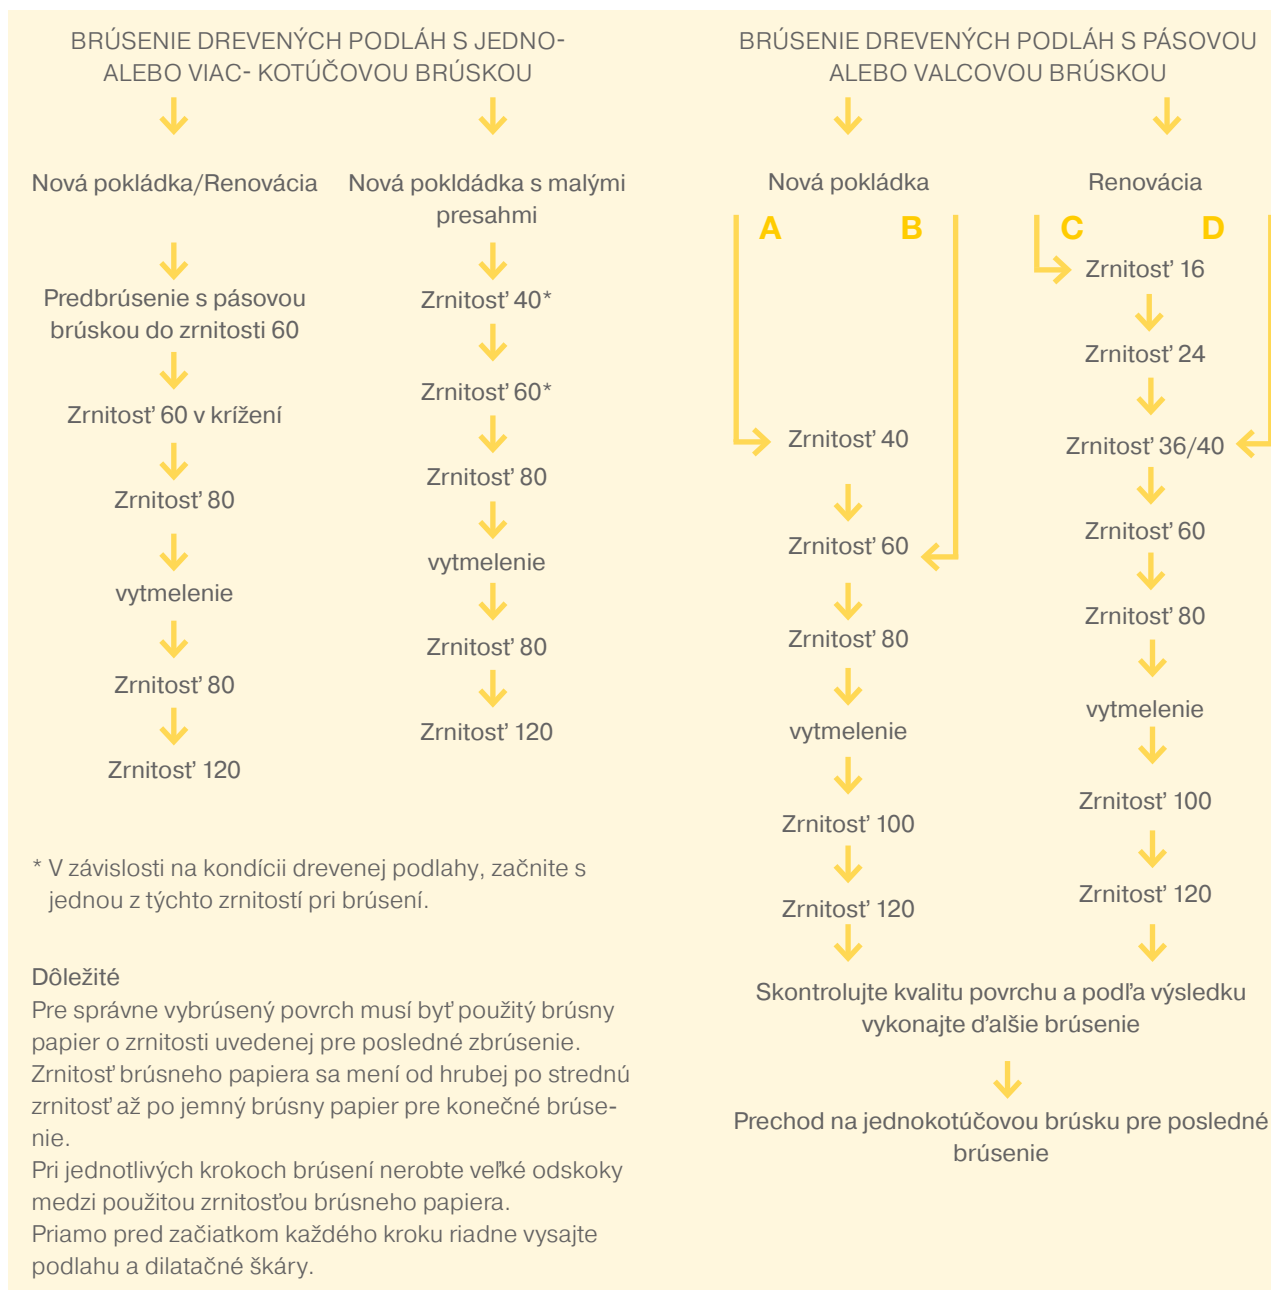 BRÚSENIE DREVENÝCH PODLÁH S JEDNO-
ALEBO VIAC- KOTÚČOVOU BRÚSKOU
Nová pokládka/Renovácia
Predbrúsenie s pásovou
brúskou do zrnitosti 60
Zrnitosť 60 v krížení
Zrnitosť 80
vytmelenie
Zrnitosť 80
Zrnitosť 120
Nová pokldádka s malými
presahmi
Zrnitosť 40*
Zrnitosť 60*
Zrnitosť 80
vytmelenie
Zrnitosť 80
Zrnitosť 120
* V závislosti na kondícii drevenej podlahy, začnite s
jednou z týchto zrnitostí pri brúsení.
Dôležité
Pre správne vybrúsený povrch musí byť použitý brúsny
papier o zrnitosti uvedenej pre posledné zbrúsenie.
Zrnitosť brúsneho papiera sa mení od hrubej po strednú
zrnitosť až po jemný brúsny papier pre konečné brúse-
nie.
Pri jednotlivých krokoch brúsení nerobte veľké odskoky
medzi použitou zrnitosťou brúsneho papiera.
Priamo pred začiatkom každého kroku riadne vysajte
podlahu a dilatačné škáry.
BRÚSENIE DREVENÝCH PODLÁH S PÁSOVOU
ALEBO VALCOVOU BRÚSKOU
Nová pokládka
A B
Zrnitosť 40
Zrnitosť 60
Zrnitosť 80
vytmelenie
Zrnitosť 100
Zrnitosť 120
Renovácia
C D
Zrnitosť 16
Zrnitosť 24
Zrnitosť 36/40
Zrnitosť 60
Zrnitosť 80
vytmelenie
Zrnitosť 100
Zrnitosť 120
Skontrolujte kvalitu povrchu a podľa výsledku
vykonajte ďalšie brúsenie
Prechod na jednokotúčovou brúsku pre posledné
brúsenie